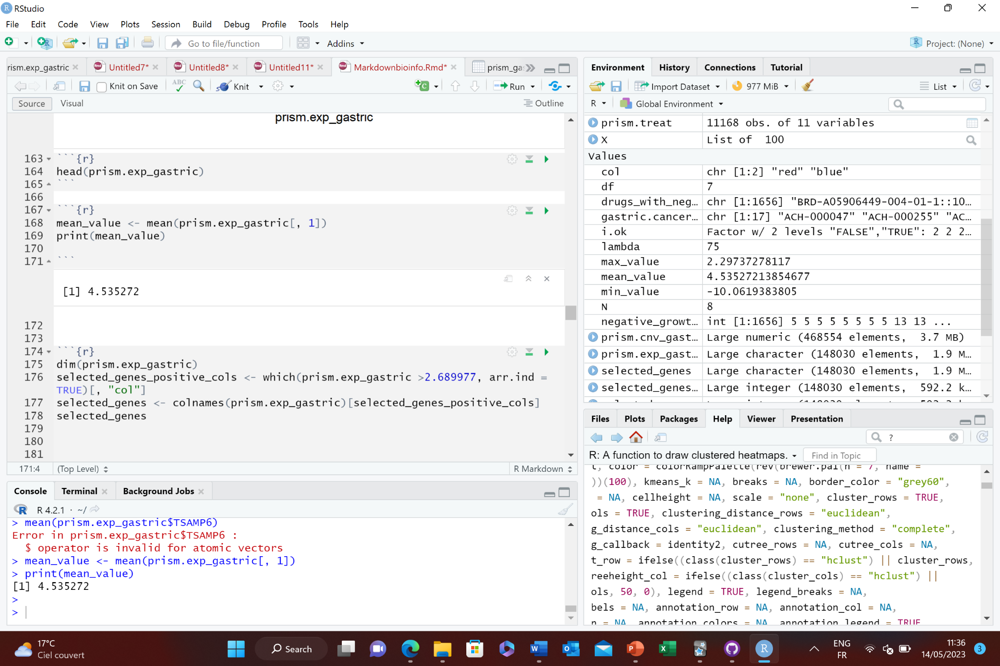 RStudio
File Edit Code View Plots Session Build Debug Profile Tools Help
Go to file/function Addins Project: (None)
rism.exp_gastric Untitled7* Untitled8* Untitled11* Markdownbioinfo.Rmd* prism_ga
Knit on Save ABC Knit Run
Source Visual Outline
prism.exp_gastric
163 ```{r}
164 head(prism.exp_gastric)
165 ```
166
167 ```{r}
168 mean_value <- mean(prism.exp_gastric[, 1])
169 print(mean_value)
170
171 ```
[1] 4.535272
172
173
174 ```{r}
175 dim(prism.exp_gastric)
176 selected_genes_positive_cols <- which(prism.exp_gastric >2.689977, arr.ind =
TRUE)[, "col"]
177 selected_genes <- colnames(prism.exp_gastric)[selected_genes_positive_cols]
178 selected_genes
179
180
181
171:4 (Top Level) R Markdown
Console Terminal Background Jobs
R 4.2.1 · ~/
> mean(prism.exp_gastric$TSAMP6)
Error in prism.exp_gastric$TSAMP6 :
$ operator is invalid for atomic vectors
> mean_value <- mean(prism.exp_gastric[, 1])
> print(mean_value)
[1] 4.535272
>
>
Environment History Connections Tutorial
Import Dataset 977 MiB List
R Global Environment
prism.treat 11168 obs. of 11 variables
X List of 100
Values
col chr [1:2] "red" "blue"
df 7
drugs_with_neg… chr [1:1656] "BRD-A05906449-004-01-1::10…
gastric.cancer… chr [1:17] "ACH-000047" "ACH-000255" "AC…
i.ok Factor w/ 2 levels "FALSE","TRUE": 2 2 2…
lambda 75
max_value 2.29737278117
mean_value 4.53527213854677
min_value -10.0619383805
N 8
negative_growt… int [1:1656] 5 5 5 5 5 5 5 5 13 13 ...
prism.cnv_gast… Large numeric (468554 elements, 3.7 MB)
prism.exp_gast… Large character (148030 elements, 1.9 M…
selected_genes Large character (148030 elements, 1.9 M…
selected_genes… Large integer (148030 elements, 592.2 k…
Files Plots Packages Help Viewer Presentation
?
R: A function to draw clustered heatmaps. Find in Topic
t, color = colorRampPalette(rev(brewer.pal(n = 7, name =
))(100), kmeans_k = NA, breaks = NA, border_color = "grey60",
= NA, cellheight = NA, scale = "none", cluster_rows = TRUE,
ols = TRUE, clustering_distance_rows = "euclidean",
g_distance_cols = "euclidean", clustering_method = "complete",
g_callback = identity2, cutree_rows = NA, cutree_cols = NA,
t_row = ifelse((class(cluster_rows) == "hclust") || cluster_rows,
reeheight_col = ifelse((class(cluster_cols) == "hclust") ||
ols, 50, 0), legend = TRUE, legend_breaks = NA,
bels = NA, annotation_row = NA, annotation_col = NA,
n = NA, annotation_colors = NA, annotation_legend = TRUE
17°C
Ciel couvert
Search
ENG
FR
11:36
14/05/2023
3